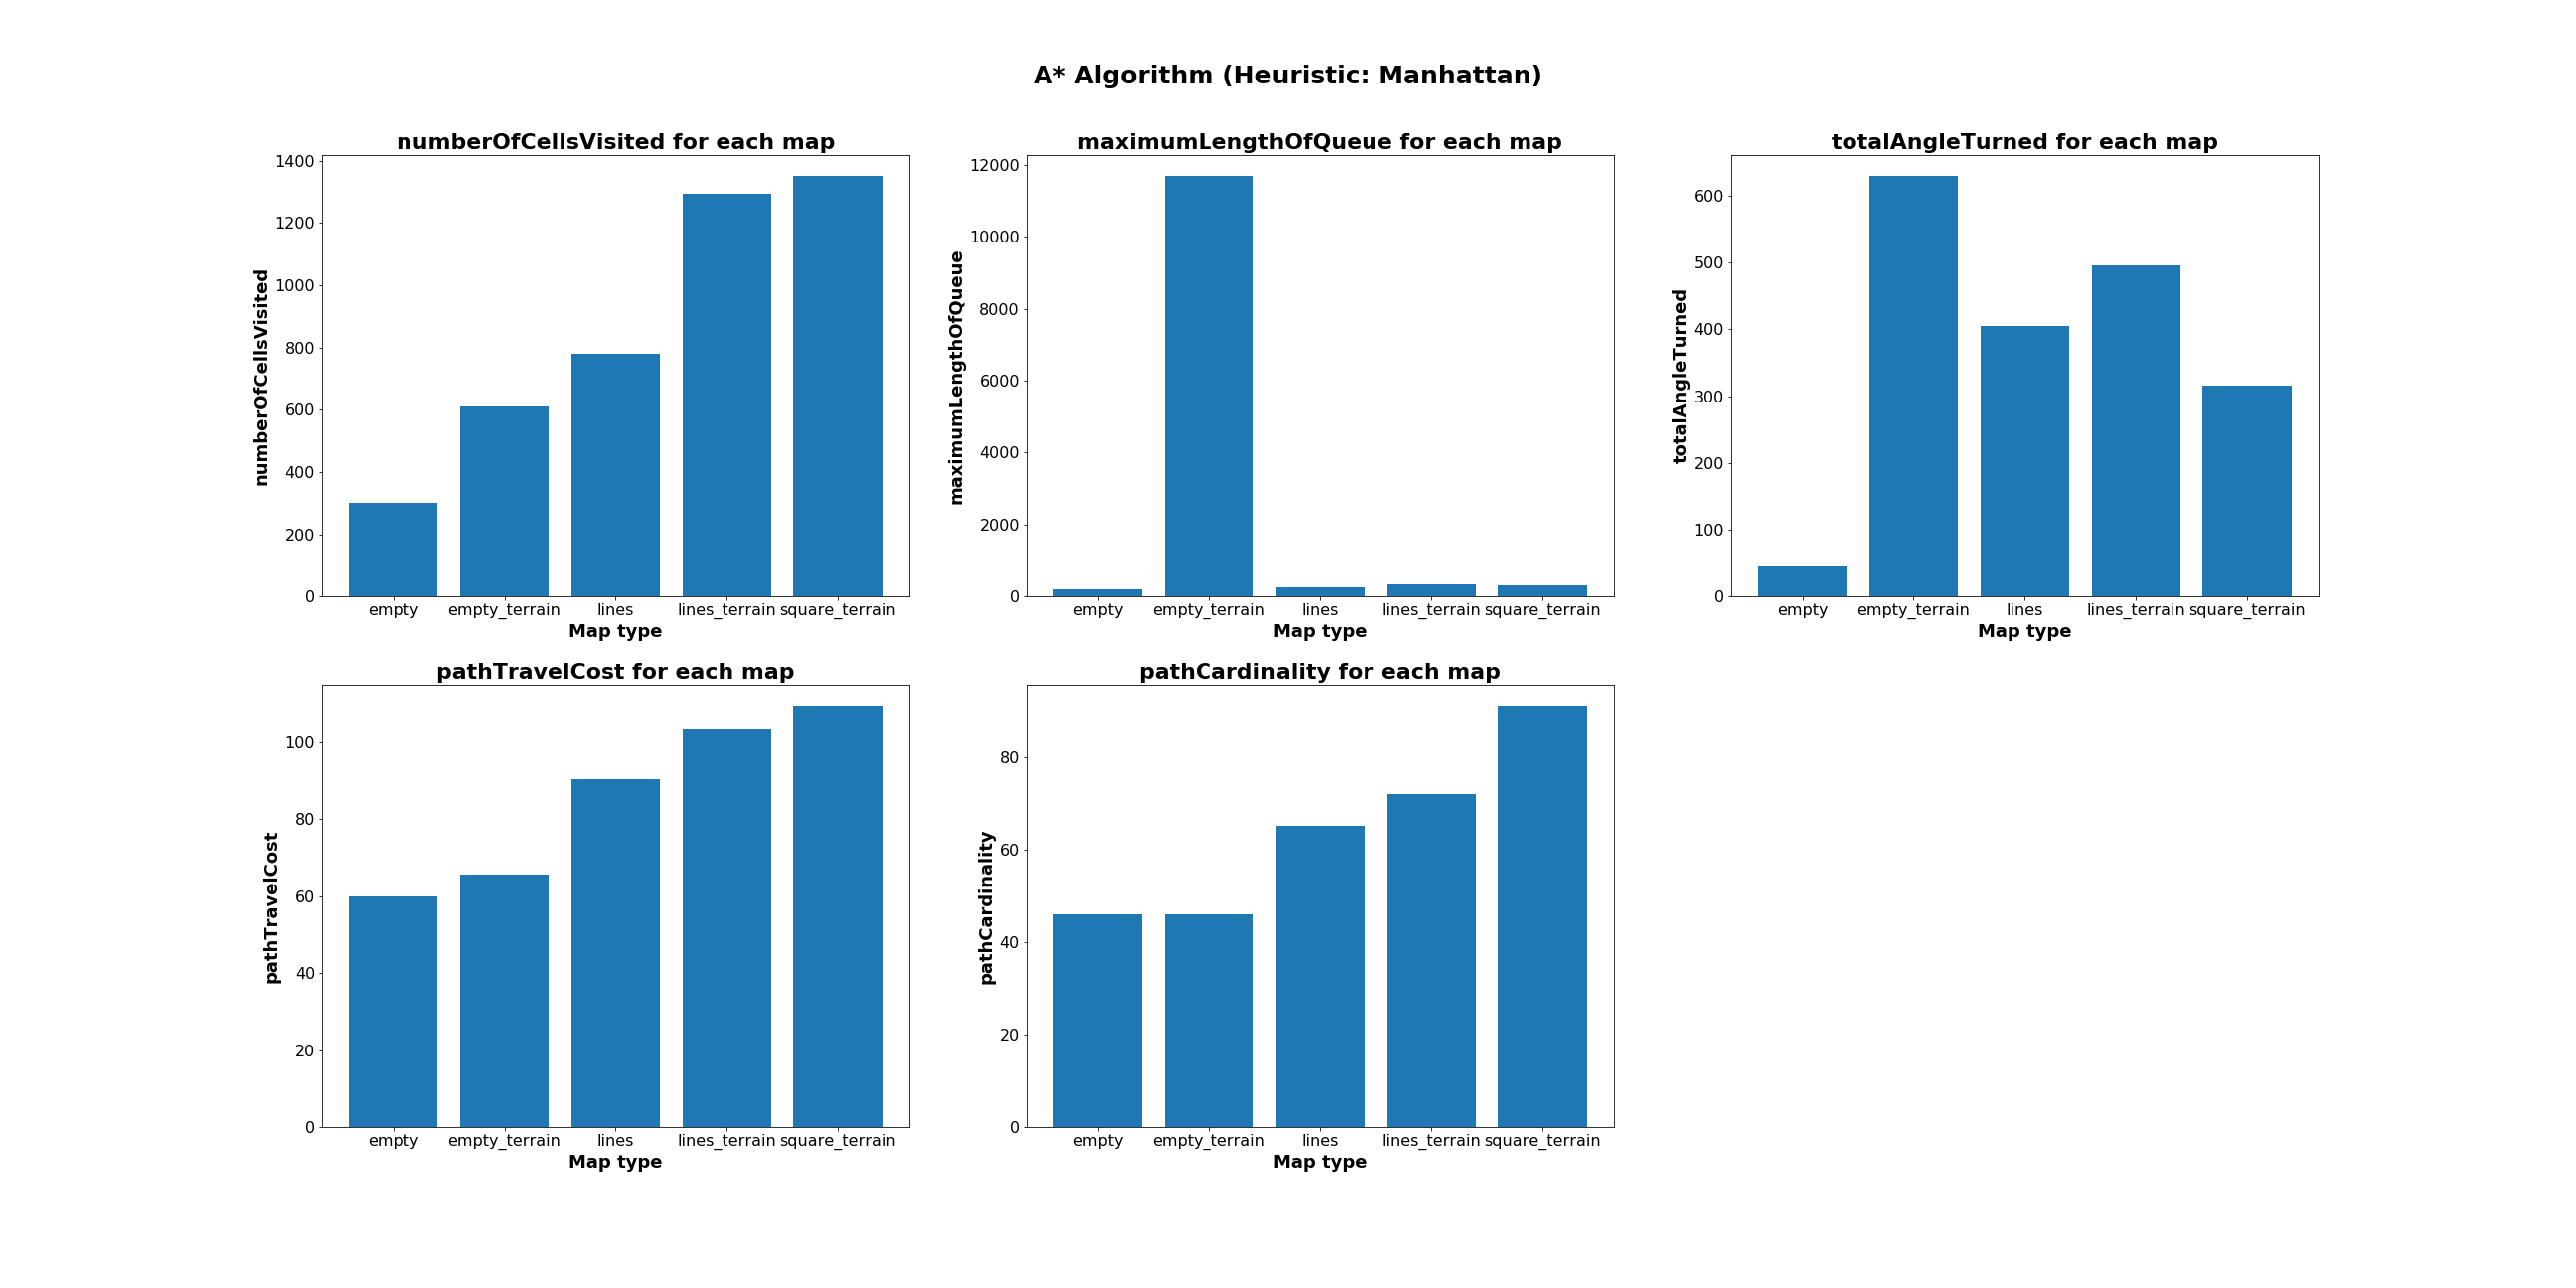 A* Algorithm (Heuristic: Manhattan)
numberOfCellsVisited for each map
numberOfCellsVisited
1400
1200
1000
800
600
400
200
0
empty empty_terrain lines lines_terrain square_terrain
Map type
maximumLengthOfQueue for each map
maximumLengthOfQueue
12000
10000
8000
6000
4000
2000
0
empty empty_terrain lines lines_terrain square_terrain
Map type
totalAngleTurned for each map
totalAngleTurned
600
500
400
300
200
100
0
empty empty_terrain lines lines_terrain square_terrain
Map type
pathTravelCost for each map
pathTravelCost
100
80
60
40
20
0
empty empty_terrain lines lines_terrain square_terrain
Map type
pathCardinality for each map
pathCardinality
80
60
40
20
0
empty empty_terrain lines lines_terrain square_terrain
Map type